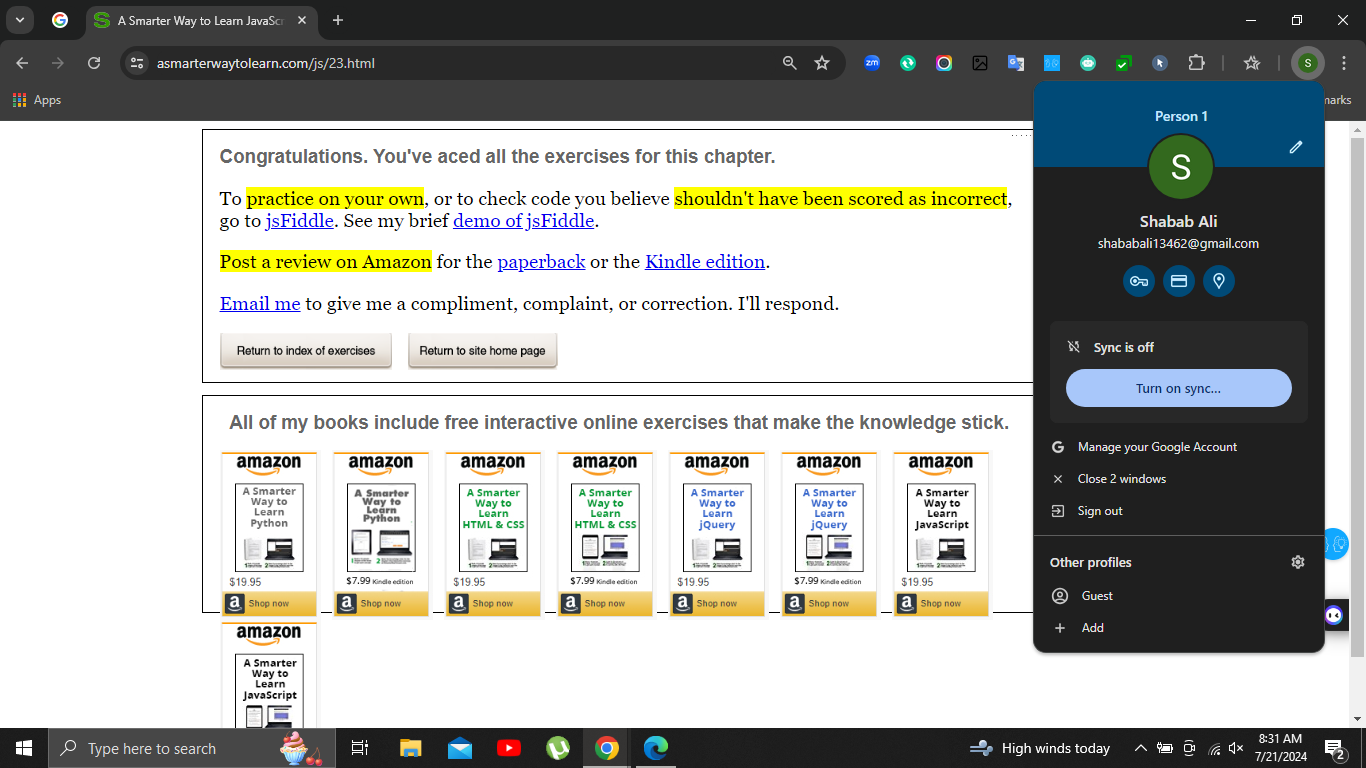 A Smarter Way to Learn JavaScr
asmarterwaytolearn.com/js/23.html
zm
S
Apps
marks
Congratulations. You've aced all the exercises for this chapter.
To practice on your own, or to check code you believe shouldn't have been scored as incorrect,
go to jsFiddle. See my brief demo of jsFiddle.
Post a review on Amazon for the paperback or the Kindle edition.
Email me to give me a compliment, complaint, or correction. I'll respond.
Return to index of exercises
Return to site home page
All of my books include free interactive online exercises that make the knowledge stick.
amazon
A Smarter
Way to
Learn
Python
$19.95
Shop now
amazon
A Smarter
Way to
Learn
Python
$7.99 Kindle edition
Shop now
amazon
A Smarter
Way to
Learn
HTML & CSS
$19.95
Shop now
amazon
A Smarter
Way to
Learn
HTML & CSS
$7.99 Kindle edition
Shop now
amazon
A Smarter
Way to
Learn
jQuery
$19.95
Shop now
amazon
A Smarter
Way to
Learn
jQuery
$7.99 Kindle edition
Shop now
amazon
A Smarter
Way to
Learn
JavaScript
$19.95
Shop now
amazon
A Smarter
Way to
Learn
JavaScript
Person 1
S
Shabab Ali
shababali13462@gmail.com
Sync is off
Turn on sync...
Manage your Google Account
Close 2 windows
Sign out
Other profiles
Guest
Add
Type here to search
High winds today
8:31 AM
7/21/2024
2